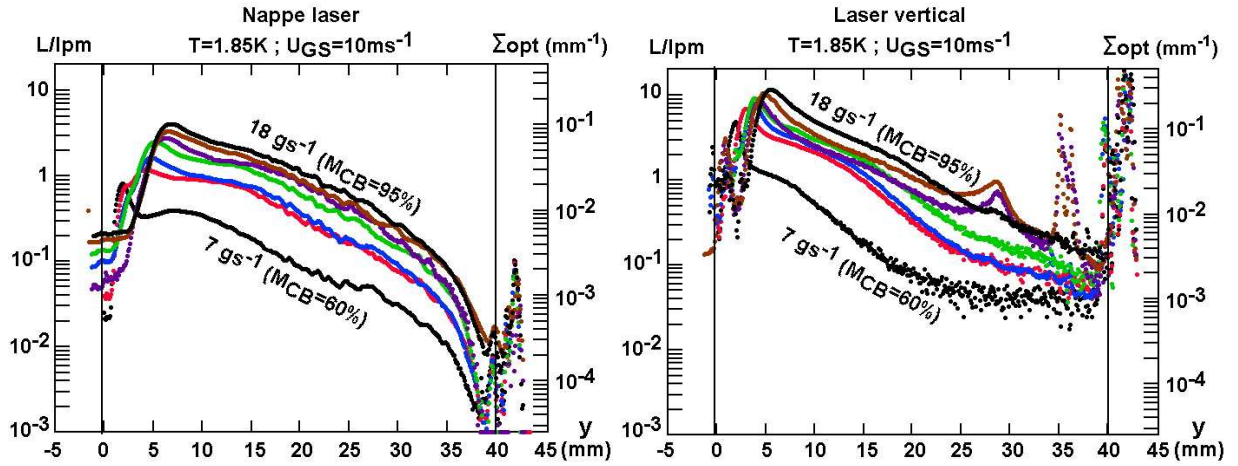 Nappe laser
L/lpm T=1.85K ; UGS=10ms-1 Σopt (mm-1)
10
1
10-1
10-2
10-3
10-1
10-2
10-3
10-4
18 gs-1 (MCB=95%)
7 gs-1 (MCB=60%)
y
-5 0 5 10 15 20 25 30 35 40 45 (mm)
Laser vertical
L/lpm T=1.85K ; UGS=10ms-1 Σopt (mm-1)
10
1
10-1
10-2
10-3
10-1
10-2
10-3
10-4
18 gs-1 (MCB=95%)
7 gs-1 (MCB=60%)
y
-5 0 5 10 15 20 25 30 35 40 45 (mm)